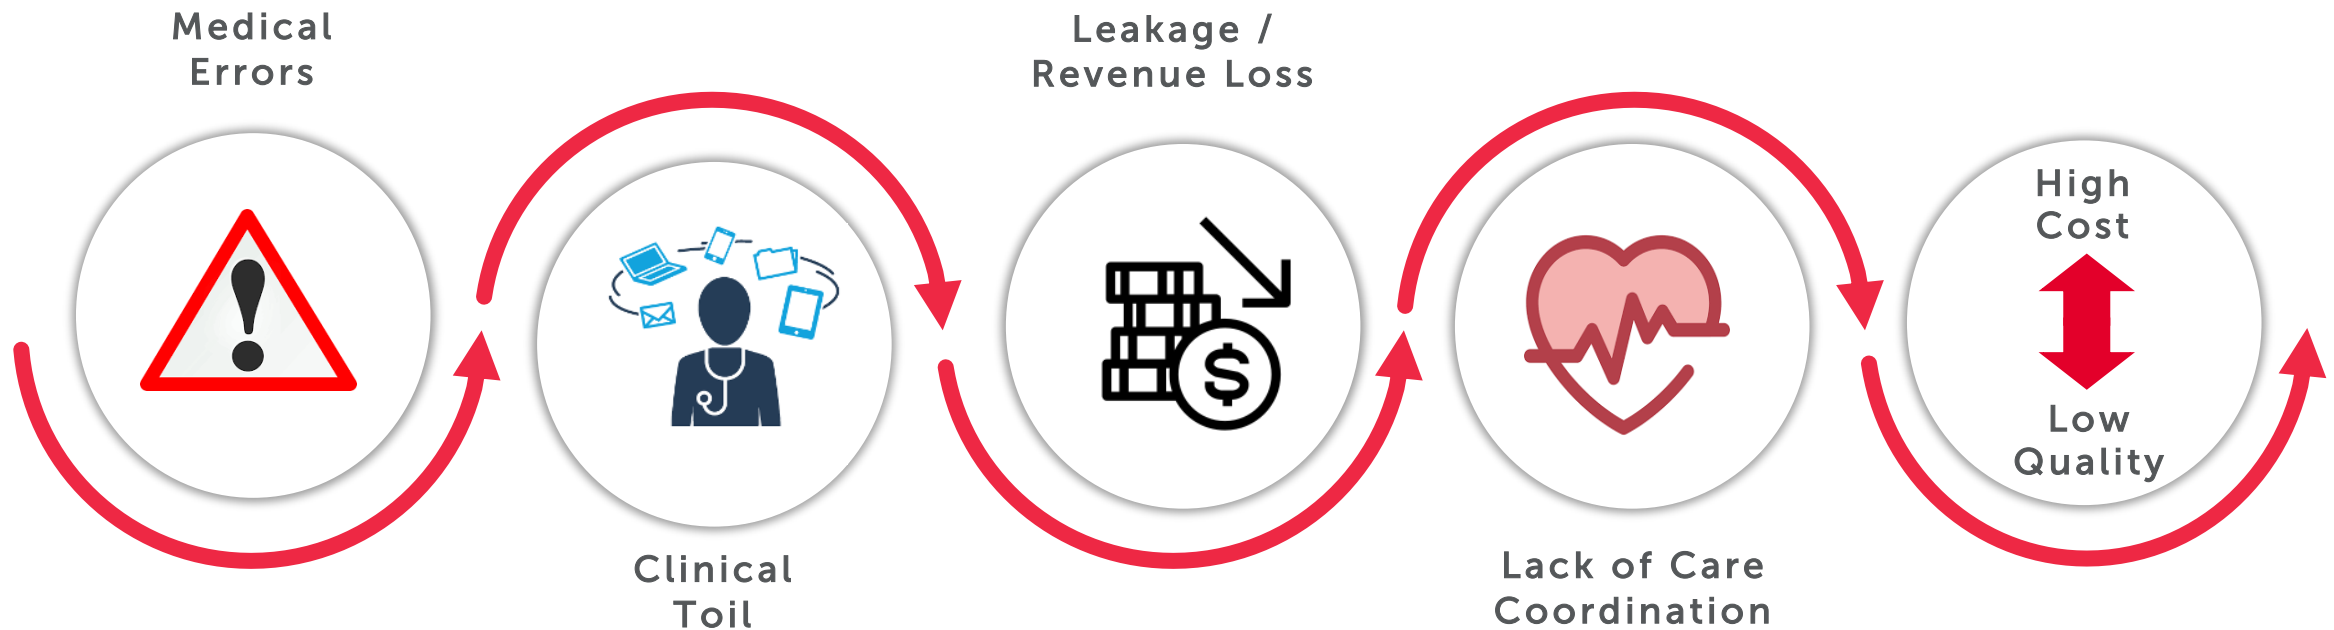 Medical
Errors
Clinical
Toil
Leakage /
Revenue Loss
$
Lack of Care
Coordination
High
Cost
Low
Quality